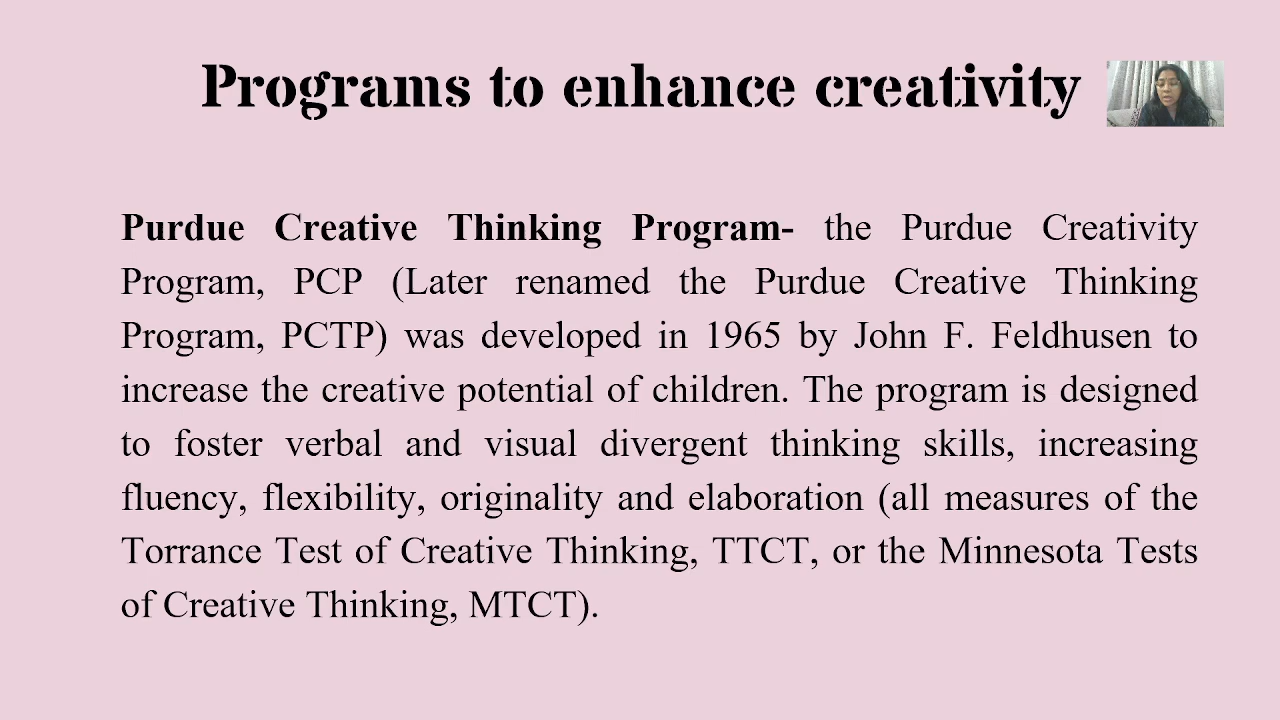 Programs to enhance creativity
Purdue Creative Thinking Program- the Purdue Creativity
Program, PCP (Later renamed the Purdue Creative Thinking
Program, PCTP) was developed in 1965 by John F. Feldhusen to
increase the creative potential of children. The program is designed
to foster verbal and visual divergent thinking skills, increasing
fluency, flexibility, originality and elaboration (all measures of the
Torrance Test of Creative Thinking, TTCT, or the Minnesota Tests
of Creative Thinking, MTCT).